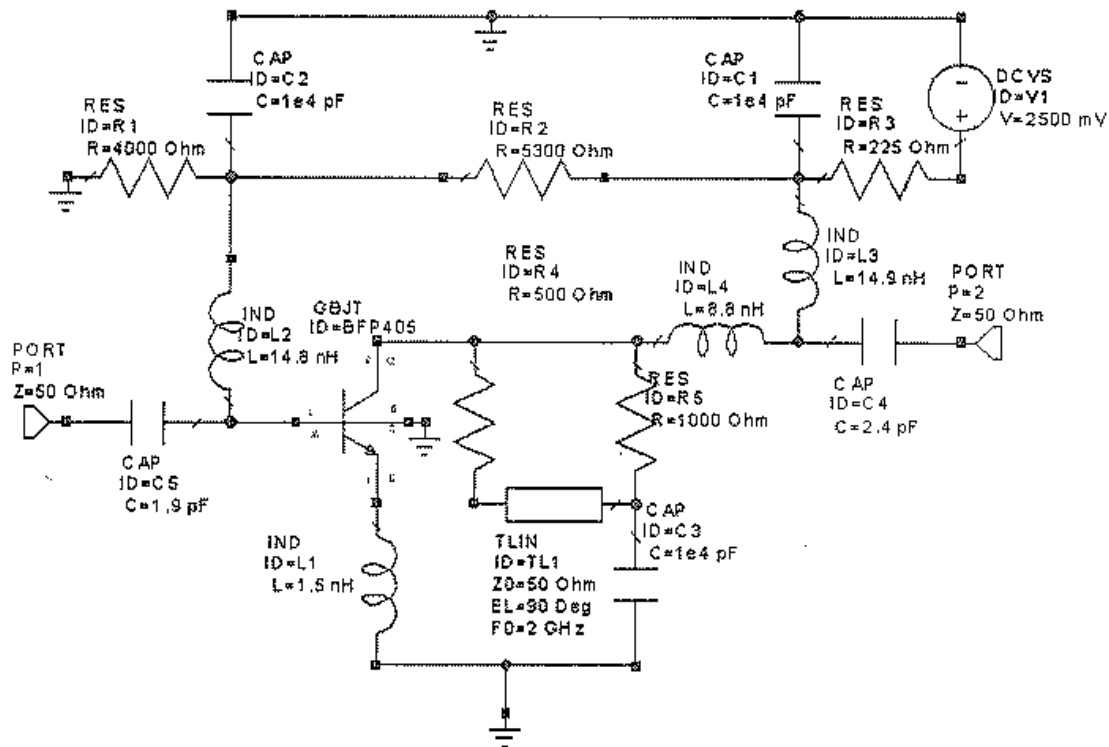 CAP
ID=C2
C=1e4 pF
CAP
ID=C1
C=1e4 pF
DCVS
ID=V1
V=2500 mV
RES
ID=R1
R=4000 Ohm
RES
ID=R2
R=5300 Ohm
RES
ID=R3
R=225 Ohm
RES
ID=R4
R=500 Ohm
IND
ID=L3
L=14.9 nH
IND
ID=L4
L=8.8 nH
PORT
P=2
Z=50 Ohm
GBJT
ID=BFP405
IND
ID=L2
L=14.8 nH
PORT
P=1
Z=50 Ohm
RES
ID=R5
R=1000 Ohm
CAP
ID=C4
C=2.4 pF
CAP
ID=C5
C=1.9 pF
CAP
ID=C3
C=1e4 pF
IND
ID=L1
L=1.5 nH
TLIN
ID=TL1
Z0=50 Ohm
EL=90 Deg
F0=2 GHz